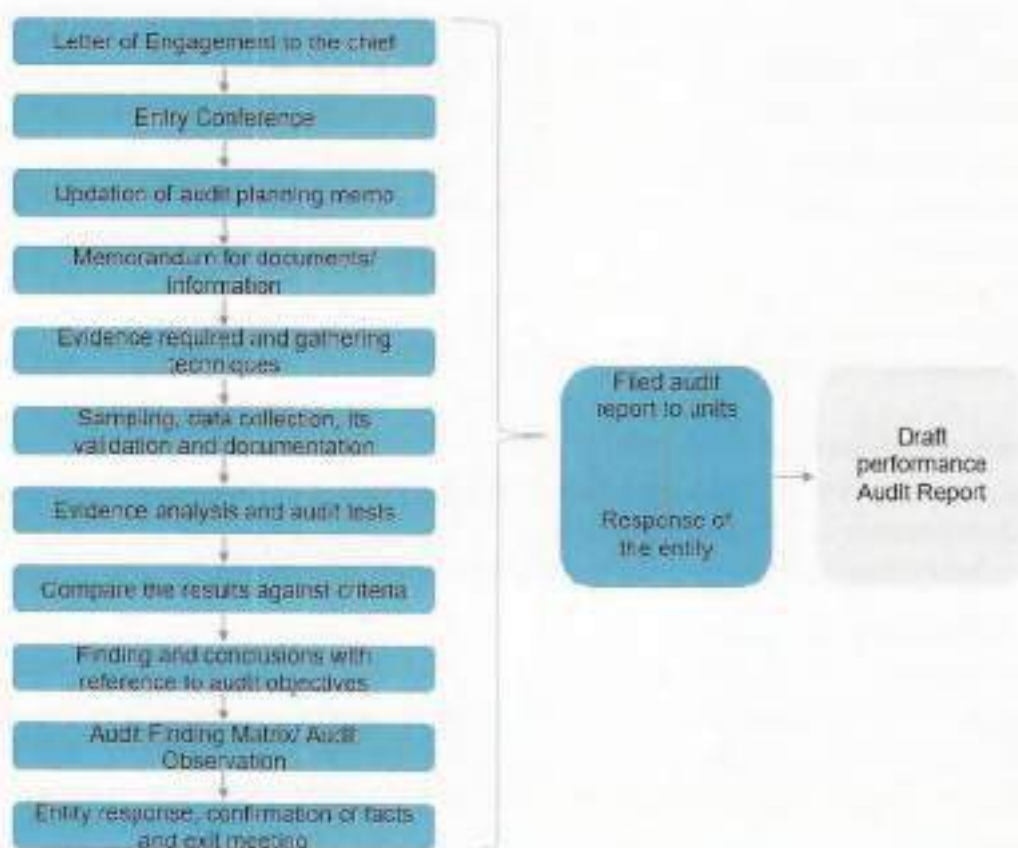 Letter of Engagement to the chief
Entry Conference
Updation of audit planning memo
Memorandum for documents/
Information
Evidence required and gathering
techniques
Sampling, data collection, its
validation and documentation
Evidence analysis and audit tests
Compare the results against criteria
Finding and conclusions with
reference to audit objectives
Audit Finding Matrix/ Audit
Observation
Entity response, confirmation of facts
and exit meeting
Filed audit
report to units
Response of
the entity
Draft
performance
Audit Report